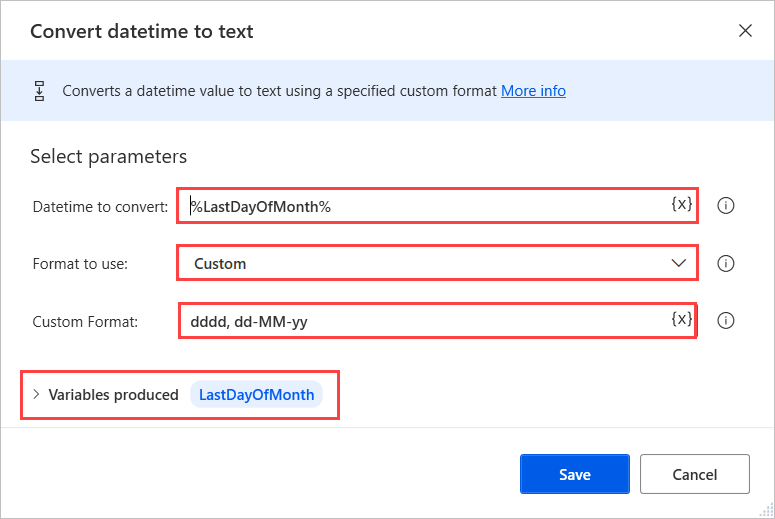 Convert datetime to text
Converts a datetime value to text using a specified custom format More info
Select parameters
Datetime to convert: %LastDayOfMonth% {x}
Format to use: Custom
Custom Format: dddd, dd-MM-yy {x}
Variables produced LastDayOfMonth
Save Cancel